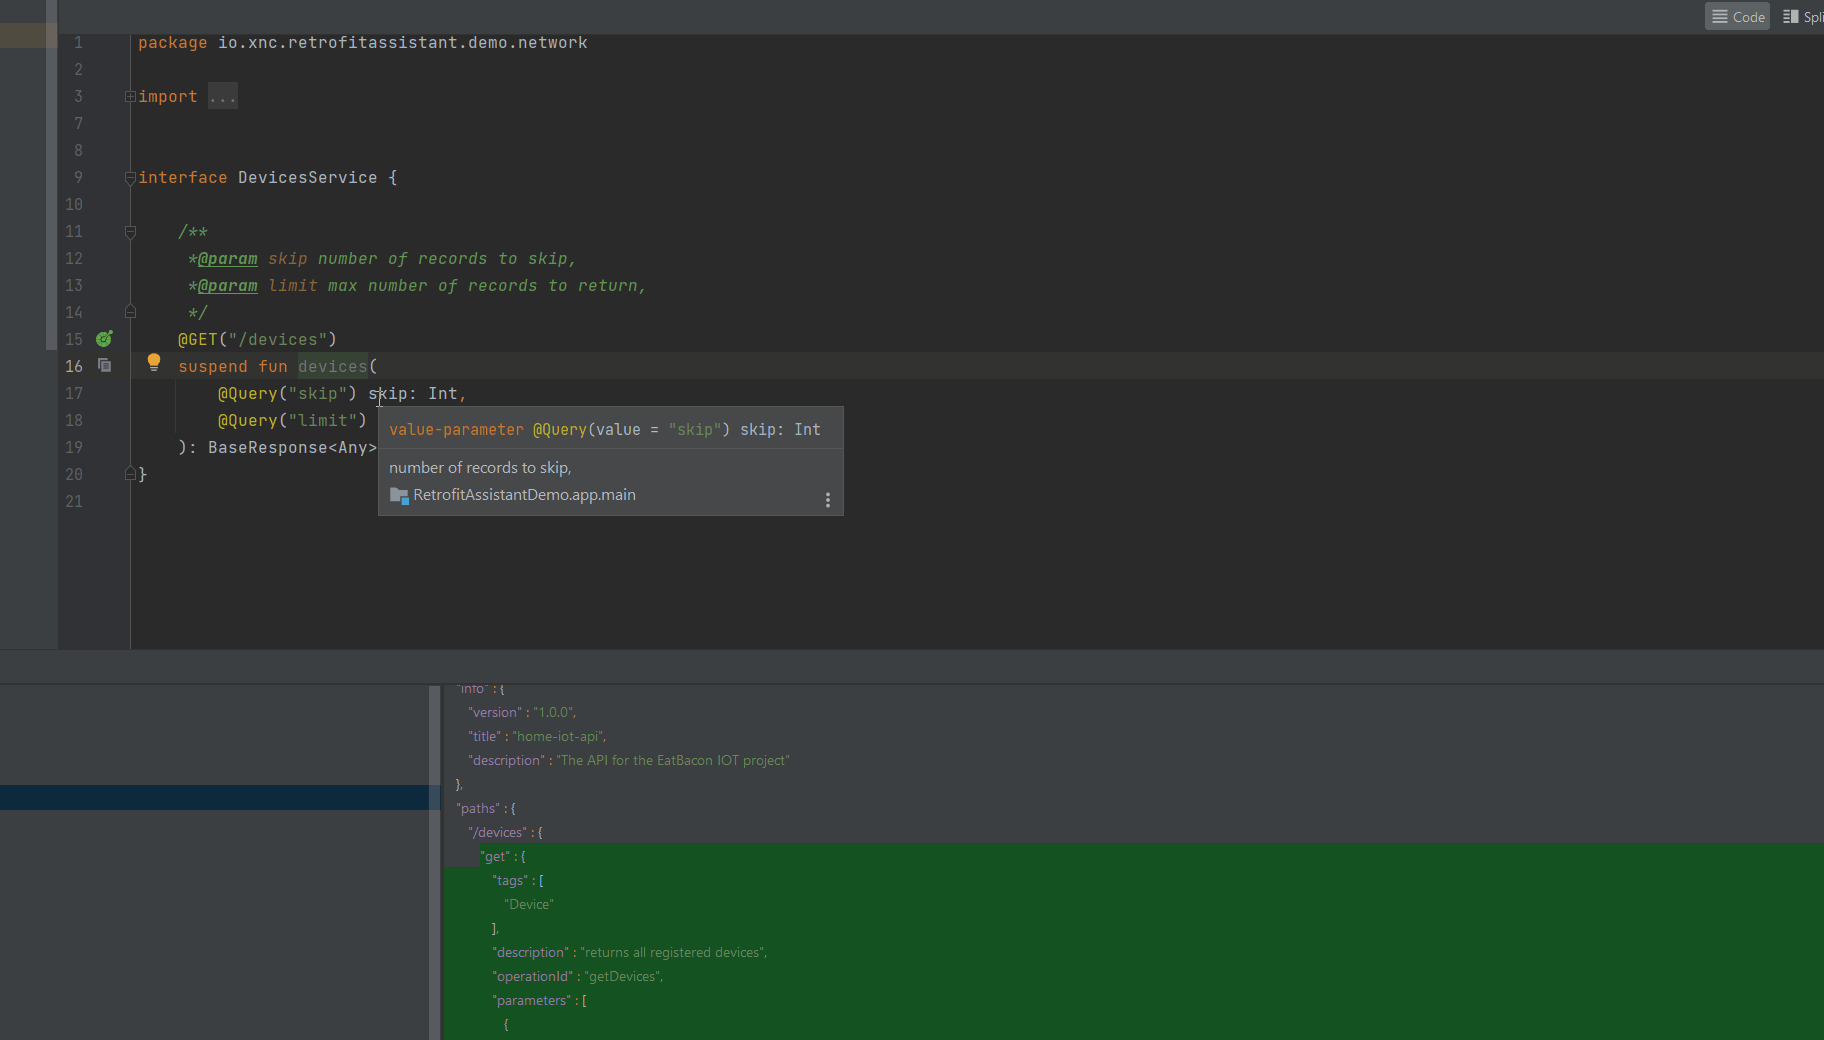 Code
Spli
1 package io.xnc.retrofitassistant.demo.network
2
3 import ...
7
8
9 interface DevicesService {
10
11 /**
12 *@param skip number of records to skip,
13 *@param limit max number of records to return,
14 */
15 @GET("/devices")
16 suspend fun devices(
17 @Query("skip") skip: Int,
18 @Query("limit")
19 ): BaseResponse<Any>
20 }
21
value-parameter @Query(value = "skip") skip: Int
number of records to skip,
RetrofitAssistantDemo.app.main
"info" : {
"version" : "1.0.0",
"title" : "home-iot-api",
"description" : "The API for the EatBacon IOT project"
},
"paths" : {
"/devices" : {
"get" : {
"tags" : [
"Device"
],
"description" : "returns all registered devices",
"operationId" : "getDevices",
"parameters" : [
{